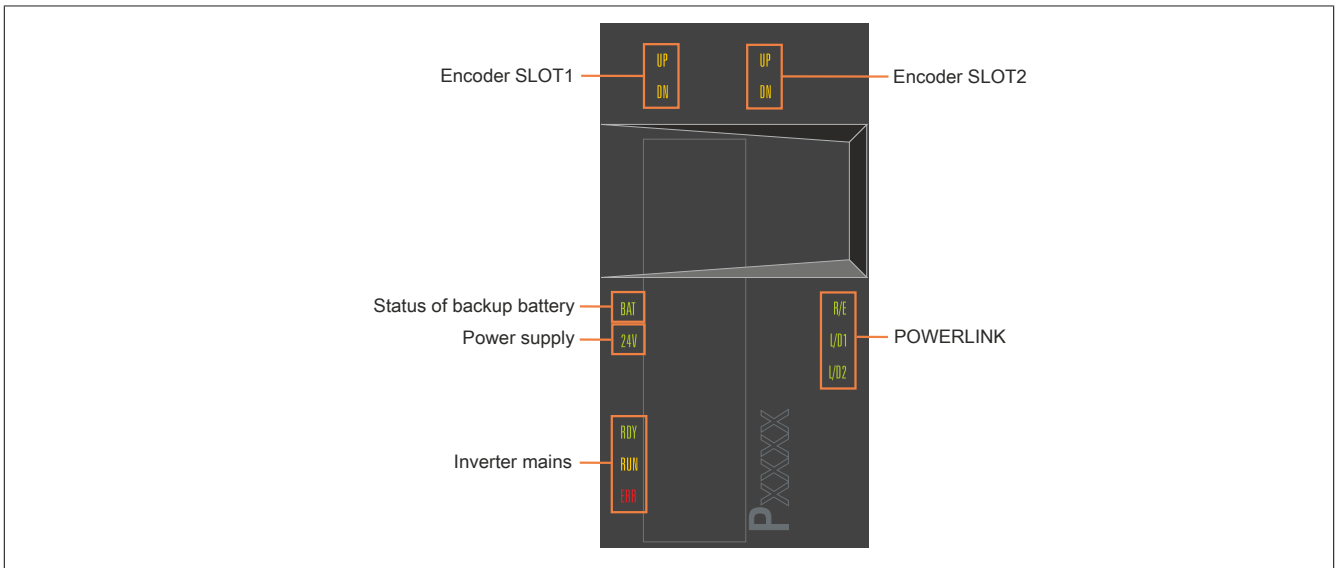 UP
UP
Encoder SLOT1
Encoder SLOT2
DN
DN
Status of backup battery
BAT
R/E
Power supply
24V
L/D1
POWERLINK
L/D2
RDY
Inverter mains
RUN
ERR
PXXXXX